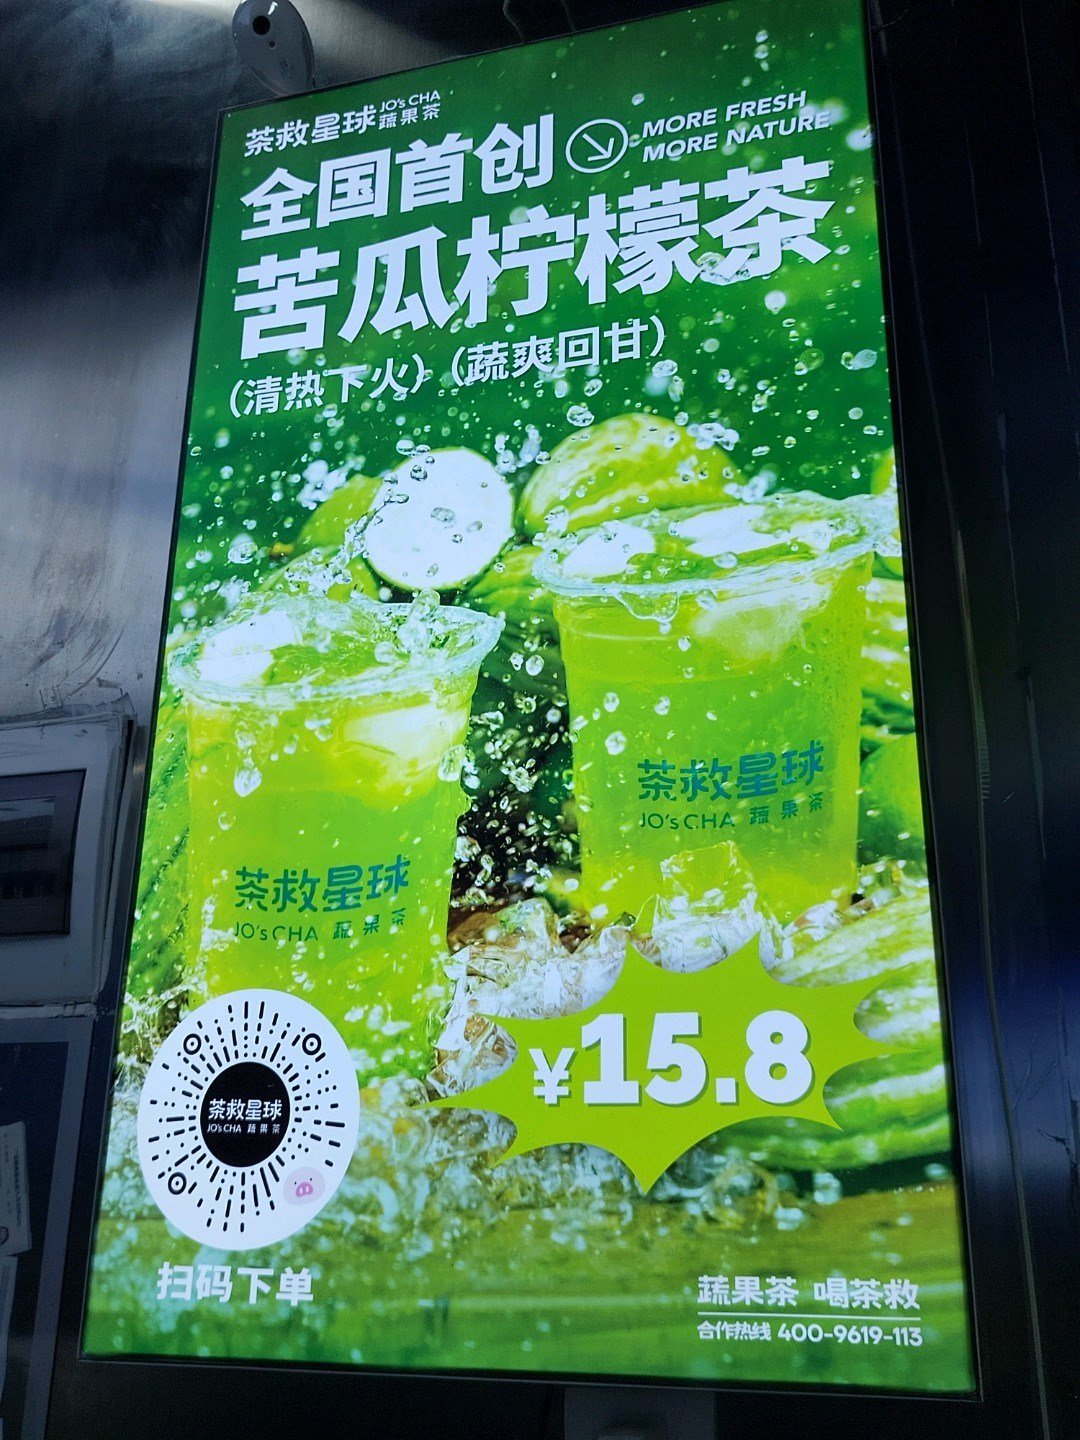 茶救星球 JO's CHA 蔬果茶
全国首创
MORE FRESH
MORE NATURE
苦瓜柠檬茶
(清热下火)(蔬爽回甘)
茶救星球
JO's CHA 蔬果茶
茶救星球
JO's CHA 蔬果茶
¥15.8
茶救星球
JO's CHA 蔬果茶
扫码下单
蔬果茶 喝茶救
合作热线 400-9619-113